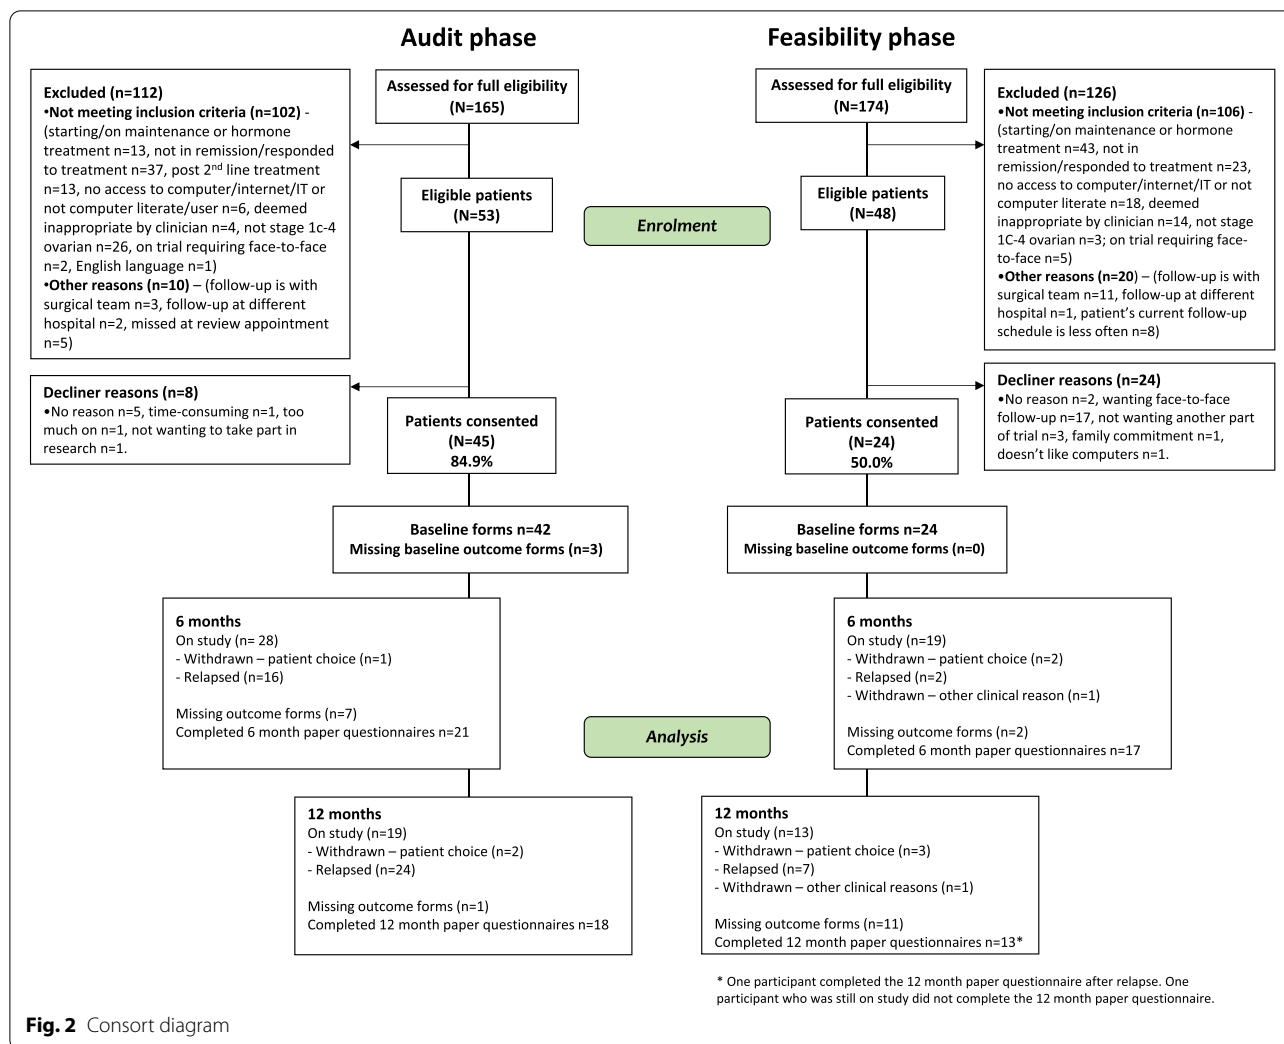 Audit phase
Assessed for full eligibility
(N=165)
Excluded (n=112)
•Not meeting inclusion criteria (n=102) -
(starting/on maintenance or hormone
treatment n=13, not in remission/responded
to treatment n=37, post 2nd line treatment
n=13, no access to computer/internet/IT or
not computer literate/user n=6, deemed
inappropriate by clinician n=4, not stage 1c-4
ovarian n=26, on trial requiring face-to-face
n=2, English language n=1)
•Other reasons (n=10) – (follow-up is with
surgical team n=3, follow-up at different
hospital n=2, missed at review appointment
n=5)
Eligible patients
(N=53)
Decliner reasons (n=8)
•No reason n=5, time-consuming n=1, too
much on n=1, not wanting to take part in
research n=1.
Patients consented
(N=45)
84.9%
Baseline forms n=42
Missing baseline outcome forms (n=3)
6 months
On study (n= 28)
- Withdrawn – patient choice (n=1)
- Relapsed (n=16)
Missing outcome forms (n=7)
Completed 6 month paper questionnaires n=21
12 months
On study (n=19)
- Withdrawn – patient choice (n=2)
- Relapsed (n=24)
Missing outcome forms (n=1)
Completed 12 month paper questionnaires n=18
Enrolment
Analysis
Feasibility phase
Assessed for full eligibility
(N=174)
Excluded (n=126)
•Not meeting inclusion criteria (n=106) -
(starting/on maintenance or hormone
treatment n=43, not in
remission/responded to treatment n=23,
no access to computer/internet/IT or not
computer literate n=18, deemed
inappropriate by clinician n=14, not stage
1C-4 ovarian n=3; on trial requiring face-
to-face n=5)
•Other reasons (n=20) – (follow-up is with
surgical team n=11, follow-up at different
hospital n=1, patient's current follow-up
schedule is less often n=8)
Eligible patients
(N=48)
Decliner reasons (n=24)
•No reason n=2, wanting face-to-face
follow-up n=17, not wanting another part
of trial n=3, family commitment n=1,
doesn't like computers n=1.
Patients consented
(N=24)
50.0%
Baseline forms n=24
Missing baseline outcome forms (n=0)
6 months
On study (n=19)
- Withdrawn – patient choice (n=2)
- Relapsed (n=2)
- Withdrawn – other clinical reason (n=1)
Missing outcome forms (n=2)
Completed 6 month paper questionnaires n=17
12 months
On study (n=13)
- Withdrawn – patient choice (n=3)
- Relapsed (n=7)
- Withdrawn – other clinical reasons (n=1)
Missing outcome forms (n=11)
Completed 12 month paper questionnaires n=13*
* One participant completed the 12 month paper questionnaire after relapse. One
participant who was still on study did not complete the 12 month paper questionnaire.
Fig. 2 Consort diagram